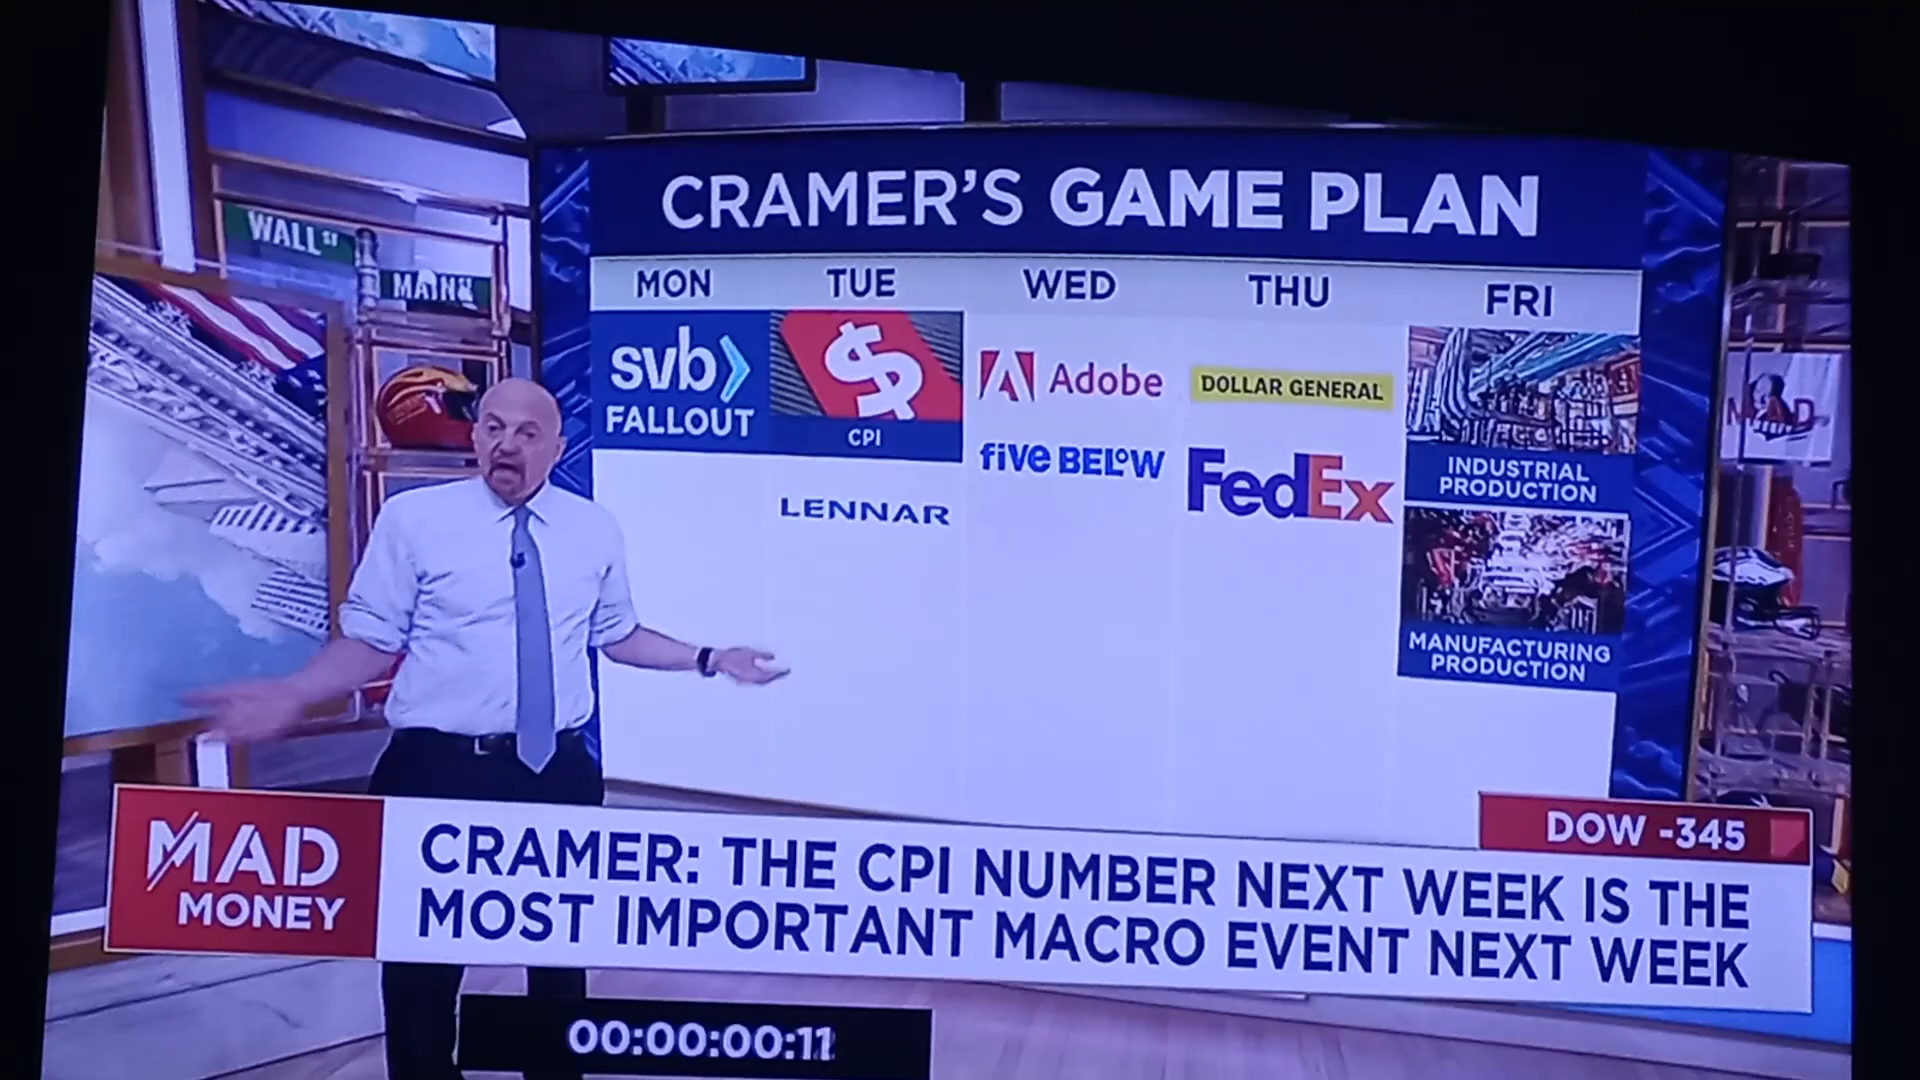 WALL ST
MAIN
CRAMER'S GAME PLAN
MON TUE WED THU FRI
svb
FALLOUT
CPI
LENNAR
Adobe
five BELOW
DOLLAR GENERAL
FedEx
INDUSTRIAL
PRODUCTION
MANUFACTURING
PRODUCTION
MAD
DOW -345
MAD
MONEY
CRAMER: THE CPI NUMBER NEXT WEEK IS THE
MOST IMPORTANT MACRO EVENT NEXT WEEK
00:00:00:11